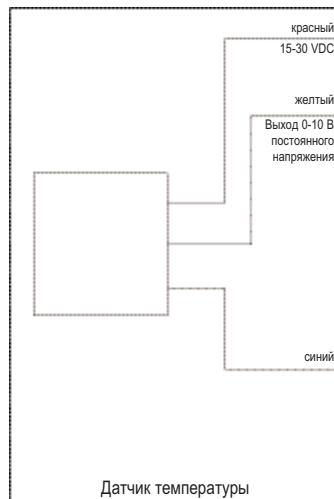 красный
15-30 VDC
желтый
Выход 0-10 В
постоянного
напряжения
синий
Датчик температуры